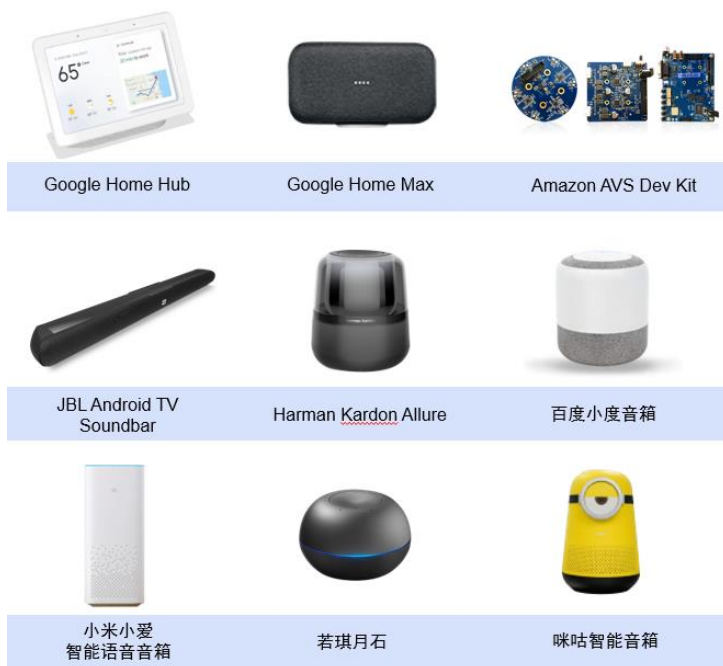 65°
Google Home Hub
Google Home Max
Amazon AVS Dev Kit
JBL Android TV
Soundbar
Harman Kardon Allure
百度小度音箱
小米小爱
智能语音音箱
若琪月石
咪咕智能音箱